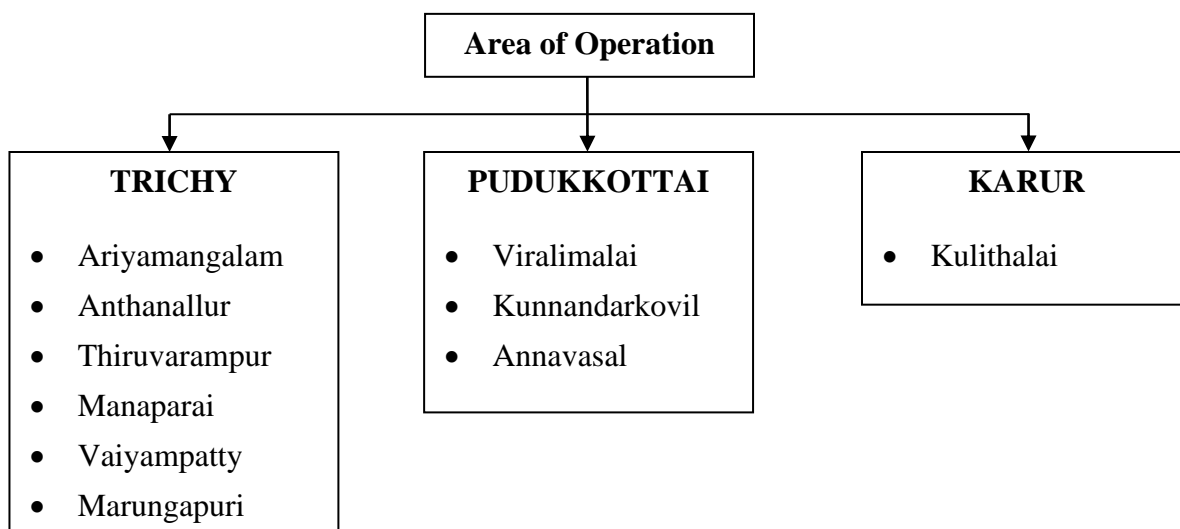 Area of Operation
TRICHY
• Ariyamangalam
• Anthanallur
• Thiruvarampur
• Manaparai
• Vaiyampatty
• Marungapuri
PUDUKKOTTAI
• Viralimalai
• Kunnandarkovil
• Annavasal
KARUR
• Kulithalai